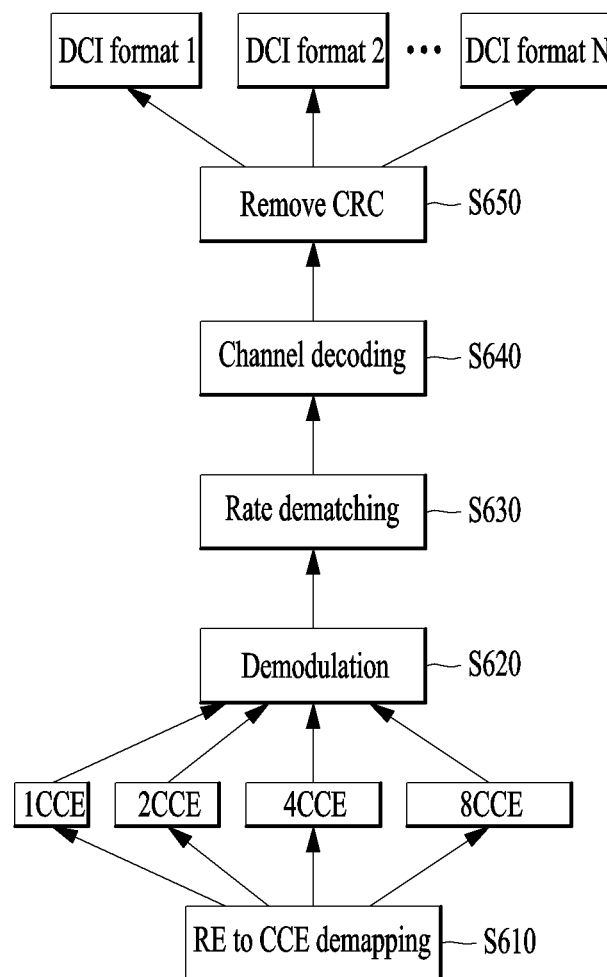 DCI format 1
DCI format 2
•••
DCI format N
Remove CRC
S650
Channel decoding
S640
Rate dematching
S630
Demodulation
S620
1CCE
2CCE
4CCE
8CCE
RE to CCE demapping
S610